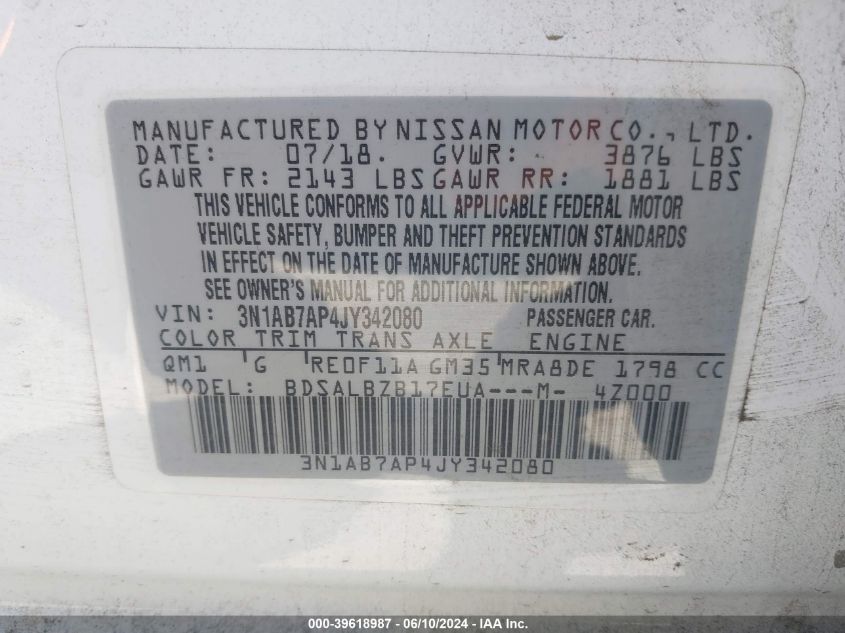 MANUFACTURED BY NISSAN MOTOR CO., LTD.
DATE: 07/18. GVWR: 3876 LBS
GAWR FR: 2143 LBS GAWR RR: 1881 LBS
THIS VEHICLE CONFORMS TO ALL APPLICABLE FEDERAL MOTOR
VEHICLE SAFETY, BUMPER AND THEFT PREVENTION STANDARDS
IN EFFECT ON THE DATE OF MANUFACTURE SHOWN ABOVE.
SEE OWNER'S MANUAL FOR ADDITIONAL INFORMATION.
VIN: 3N1AB7AP4JY342080 PASSENGER CAR.
COLOR TRIM TRANS AXLE ENGINE
QM1 G RE0F11A GM35 MRA8DE 1798 CC
MODEL: BDSALBZB17EUA---M- 4Z000
3N1AB7AP4JY342080
000-39618987 - 06/10/2024 - IAA Inc.